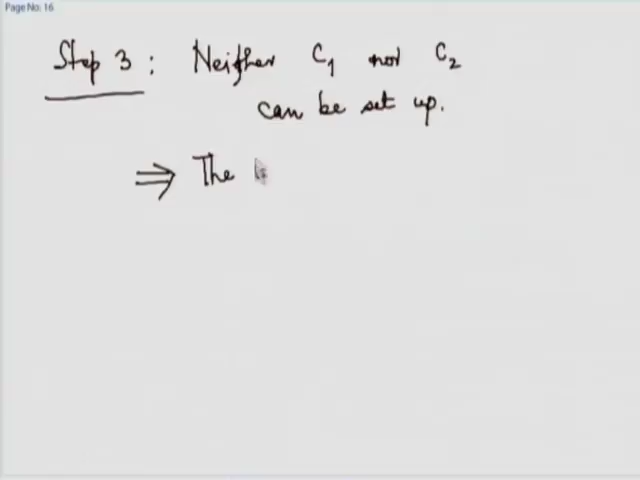 Page No: 16
Step 3 : Neither C1 nor C2
can be set up.
⇒ The